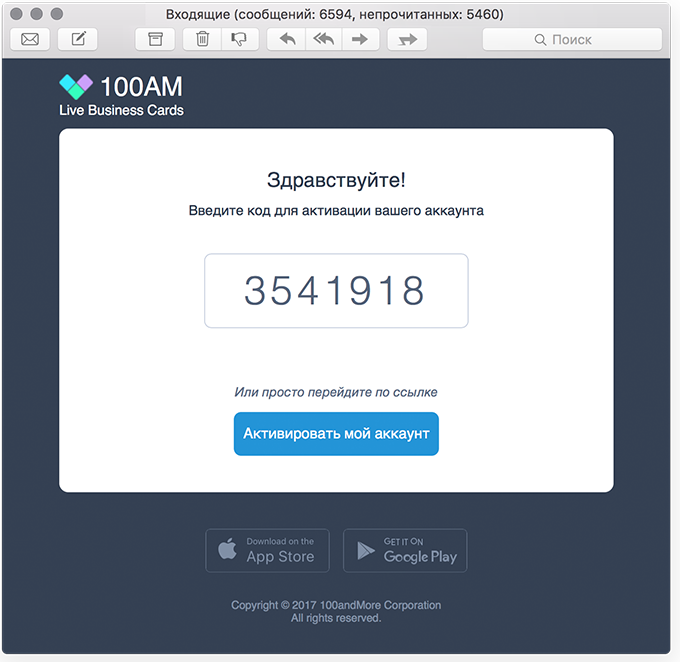 Входящие (сообщений: 6594, непрочитанных: 5460)
Поиск
100AM
Live Business Cards
Здравствуйте!
Введите код для активации вашего аккаунта
3541918
Или просто перейдите по ссылке
Активировать мой аккаунт
Download on the
App Store
GET IT ON
Google Play
Copyright © 2017 100andMore Corporation
All rights reserved.